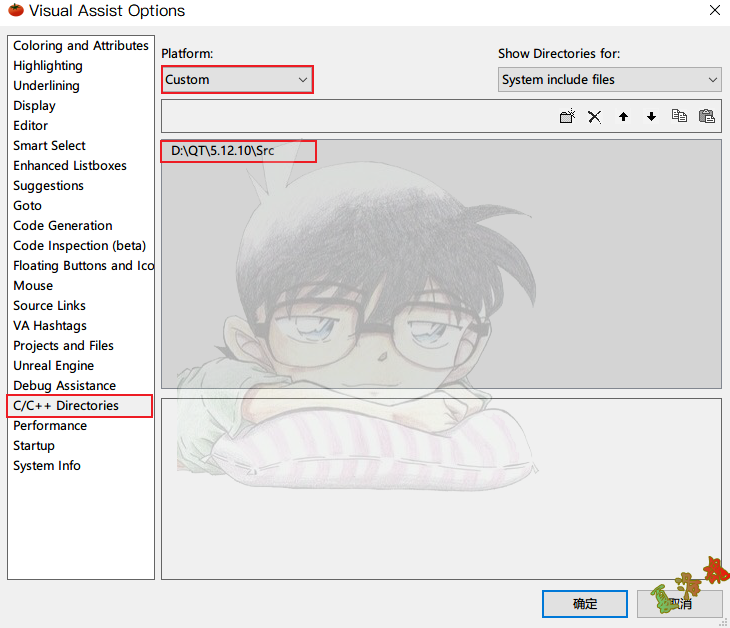 Visual Assist Options
Coloring and Attributes
Highlighting
Underlining
Display
Editor
Smart Select
Enhanced Listboxes
Suggestions
Goto
Code Generation
Code Inspection (beta)
Floating Buttons and Ico
Mouse
Source Links
VA Hashtags
Projects and Files
Unreal Engine
Debug Assistance
C/C++ Directories
Performance
Startup
System Info
Platform:
Custom
Show Directories for:
System include files
D:\QT\5.12.10\Src
确定
取消